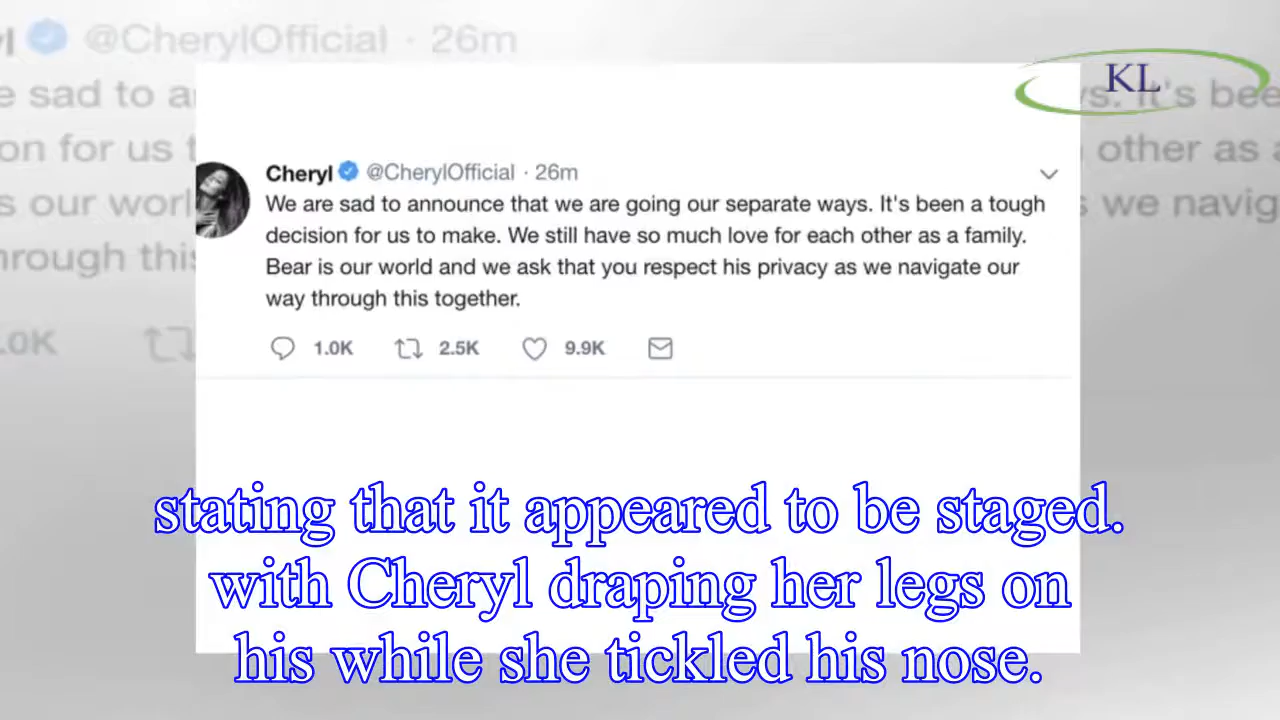 @CherylOfficial · 26m
KL
Cheryl @CherylOfficial · 26m
We are sad to announce that we are going our separate ways. It's been a tough
decision for us to make. We still have so much love for each other as a family.
Bear is our world and we ask that you respect his privacy as we navigate our
way through this together.
1.0K 2.5K 9.9K
stating that it appeared to be staged.
with Cheryl draping her legs on
his while she tickled his nose.